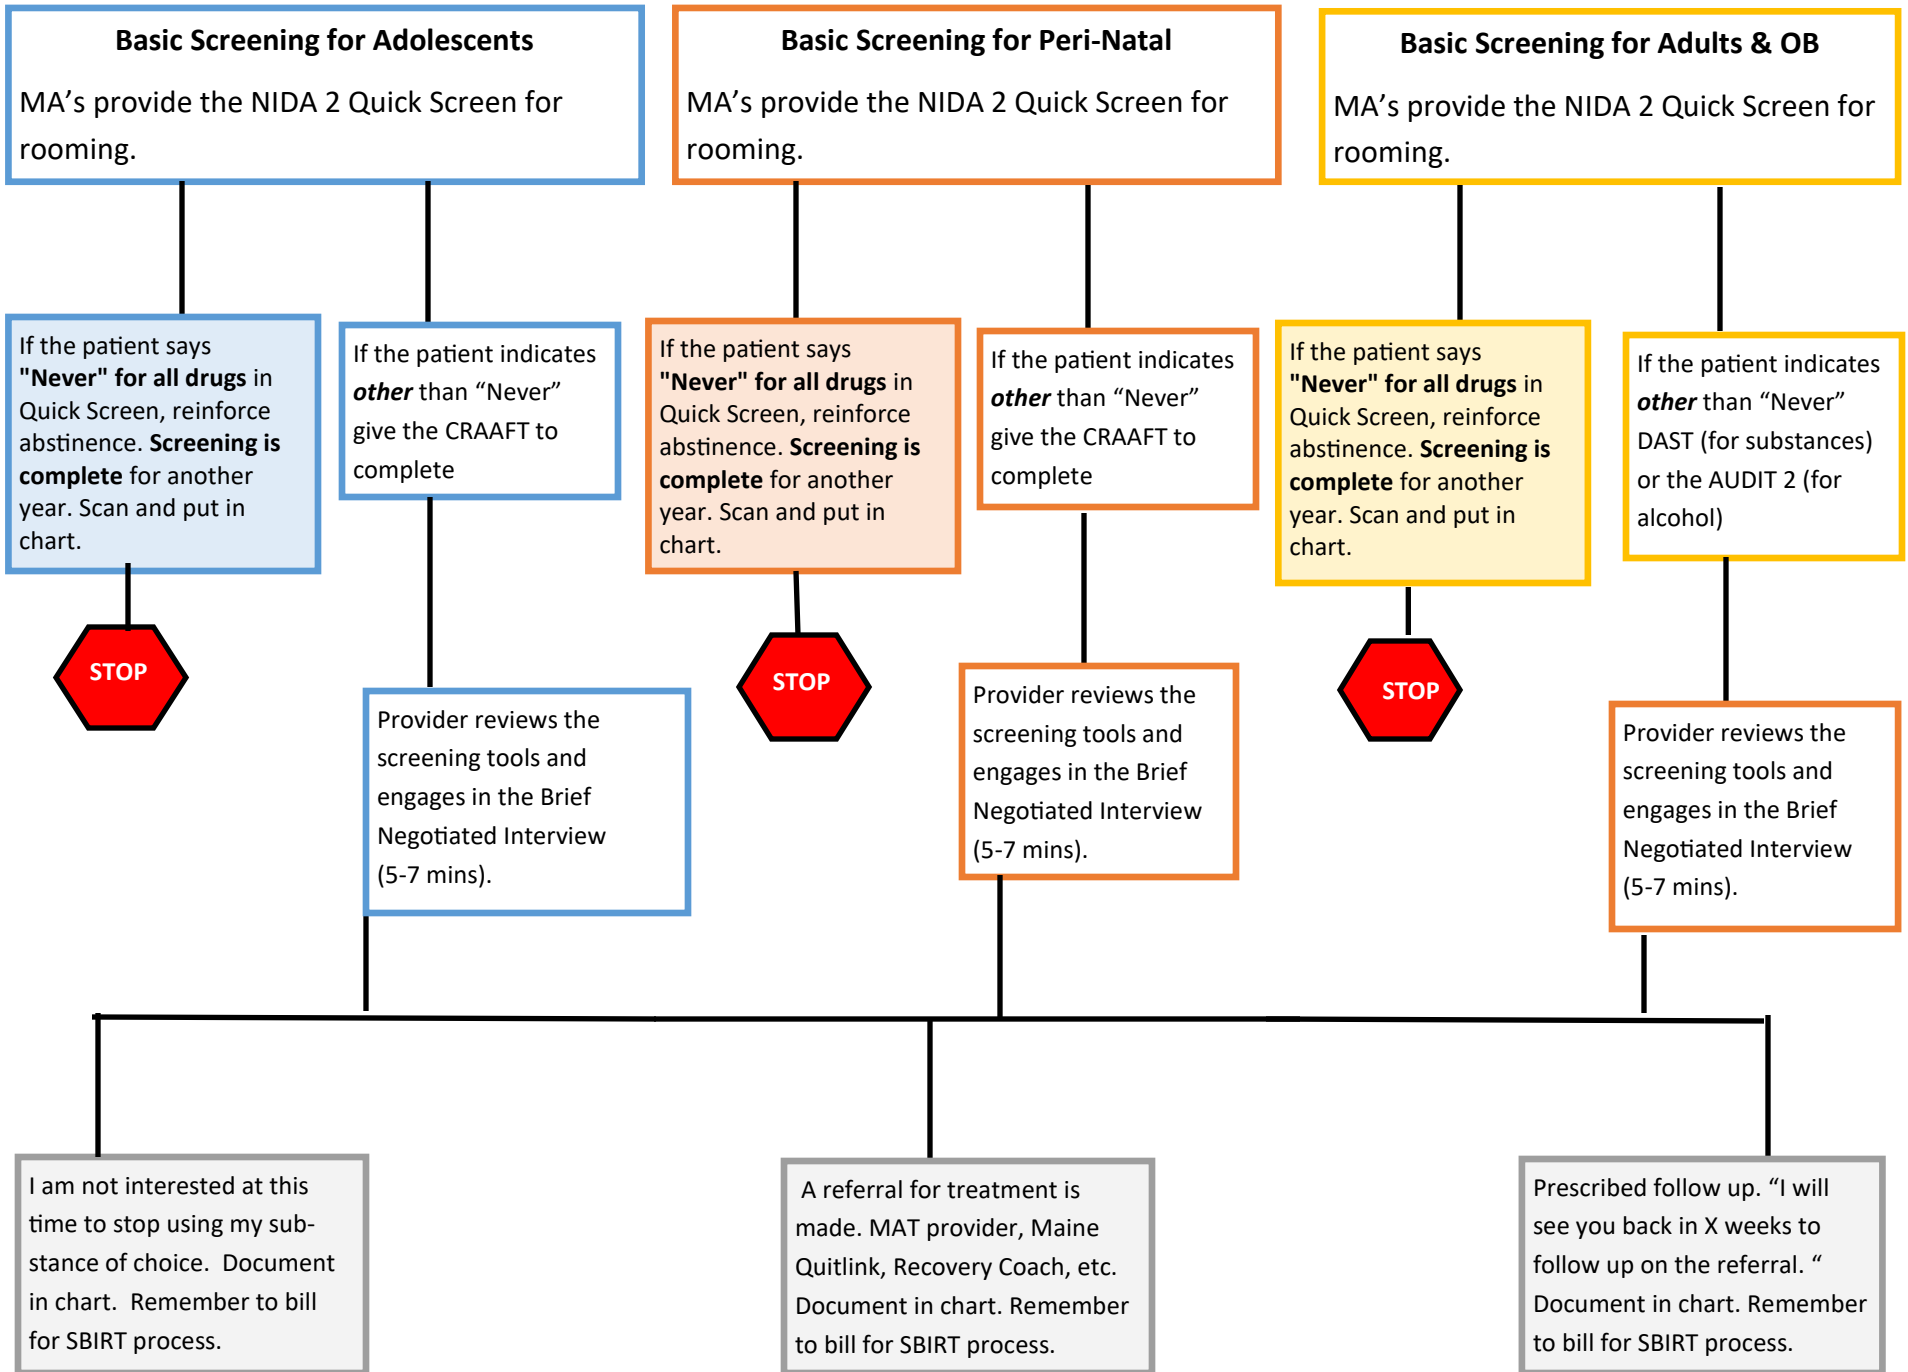 Basic Screening for Adolescents
MA’s provide the NIDA 2 Quick Screen for
rooming.
Basic Screening for Peri-Natal
MA’s provide the NIDA 2 Quick Screen for
rooming.
Basic Screening for Adults & OB
MA’s provide the NIDA 2 Quick Screen for
rooming.
If the patient says
"Never" for all drugs in
Quick Screen, reinforce
abstinence. Screening is
complete for another
year. Scan and put in
chart.
If the patient indicates
other than “Never”
give the CRAAFT to
complete
If the patient says
"Never" for all drugs in
Quick Screen, reinforce
abstinence. Screening is
complete for another
year. Scan and put in
chart.
If the patient indicates
other than “Never”
give the CRAAFT to
complete
If the patient says
"Never" for all drugs in
Quick Screen, reinforce
abstinence. Screening is
complete for another
year. Scan and put in
chart.
If the patient indicates
other than “Never”
DAST (for substances)
or the AUDIT 2 (for
alcohol)
STOP
STOP
STOP
Provider reviews the
screening tools and
engages in the Brief
Negotiated Interview
(5-7 mins).
Provider reviews the
screening tools and
engages in the Brief
Negotiated Interview
(5-7 mins).
Provider reviews the
screening tools and
engages in the Brief
Negotiated Interview
(5-7 mins).
I am not interested at this
time to stop using my sub-
stance of choice.  Document
in chart.  Remember to bill
for SBIRT process.
A referral for treatment is
made. MAT provider, Maine
Quitlink, Recovery Coach, etc.
Document in chart. Remember
to bill for SBIRT process.
Prescribed follow up. “I will
see you back in X weeks to
follow up on the referral. “
Document in chart. Remember
to bill for SBIRT process.